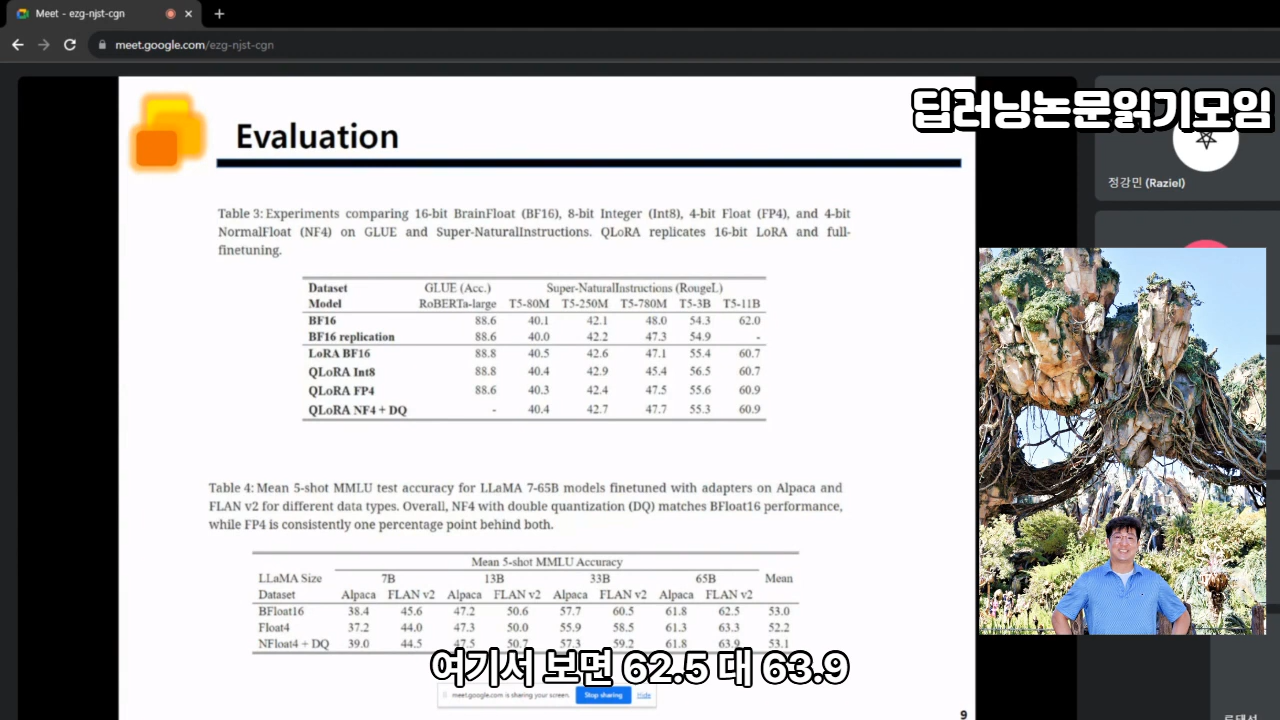 Meet - ezg-njst-cgn
meet.google.com/ezg-njst-cgn
딥러닝논문읽기모임
정강민 (Raziel)
Evaluation
Table 3: Experiments comparing 16-bit BrainFloat (BF16), 8-bit Integer (Int8), 4-bit Float (FP4), and 4-bit
NormalFloat (NF4) on GLUE and Super-NaturalInstructions. QLoRA replicates 16-bit LoRA and full-
finetuning.
Dataset GLUE (Acc.) Super-NaturalInstructions (RougeL)
Model RoBERTa-large T5-80M T5-250M T5-780M T5-3B T5-11B
BF16 88.6 40.1 42.1 48.0 54.3 62.0
BF16 replication 88.6 40.0 42.2 47.3 54.9 -
LoRA BF16 88.8 40.5 42.6 47.1 55.4 60.7
QLoRA Int8 88.8 40.4 42.9 45.4 56.5 60.7
QLoRA FP4 88.6 40.3 42.4 47.5 55.6 60.9
QLoRA NF4 + DQ - 40.4 42.7 47.7 55.3 60.9
Table 4: Mean 5-shot MMLU test accuracy for LLaMA 7-65B models finetuned with adapters on Alpaca and
FLAN v2 for different data types. Overall, NF4 with double quantization (DQ) matches BFloat16 performance,
while FP4 is consistently one percentage point behind both.
Mean 5-shot MMLU Accuracy
LLaMA Size 7B 13B 33B 65B Mean
Dataset Alpaca FLAN v2 Alpaca FLAN v2 Alpaca FLAN v2 Alpaca FLAN v2
BFloat16 38.4 45.6 47.2 50.6 57.7 60.5 61.8 62.5 53.0
Float4 37.2 44.0 47.3 50.0 55.9 58.5 61.3 63.3 52.2
NFloat4 + DQ 39.0 44.5 47.5 50.7 57.3 59.2 61.8 63.9 53.1
여기서 보면 62.5 대 63.9
meet.google.com is sharing your screen. Stop sharing Hide
9